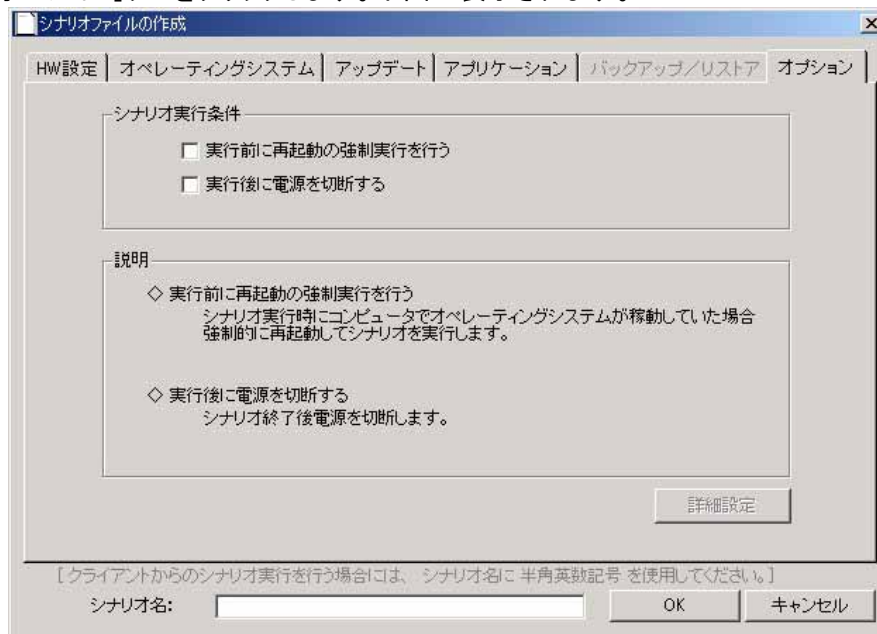 シナリオファイルの作成
HW設定 オペレーティングシステム アップデート アプリケーション バックアップ/リストア オプション
シナリオ実行条件
実行前に再起動の強制実行を行う
実行後に電源を切断する
説明
◇ 実行前に再起動の強制実行を行う
シナリオ実行時にコンピュータでオペレーティングシステムが稼動していた場合
強制的に再起動してシナリオを実行します。
◇ 実行後に電源を切断する
シナリオ終了後電源を切断します。
詳細設定
[クライアントからのシナリオ実行を行う場合には、シナリオ名に 半角英数記号 を使用してください。]
シナリオ名: OK キャンセル